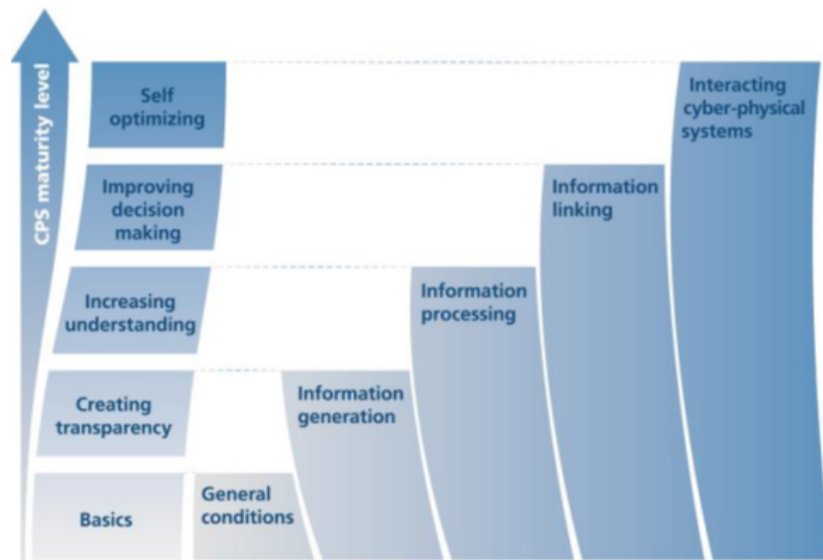 CPS maturity level
Self
optimizing
Interacting
cyber-physical
systems
Improving
decision
making
Information
linking
Increasing
understanding
Information
processing
Creating
transparency
Information
generation
Basics
General
conditions